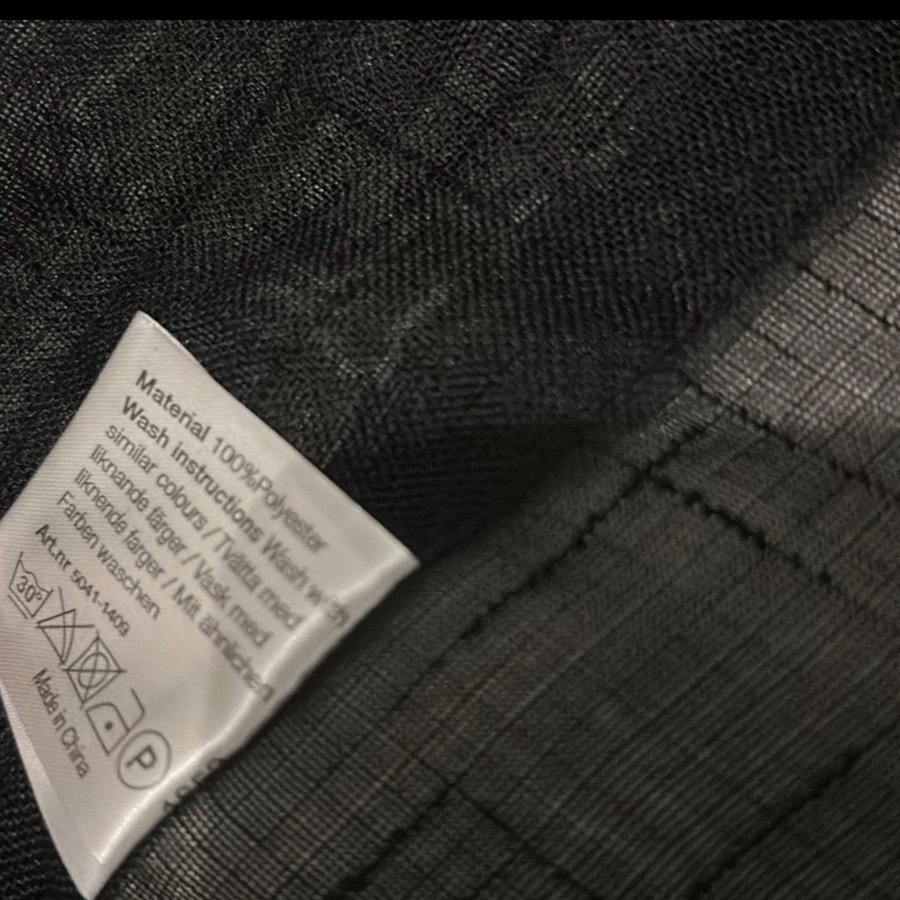 Material 100%Polyester
Wash instructions Wash with
similar colours / Tvätta med
liknande färger / Vask med
liknende farger / Mit ähnlichen
Farben waschen
Art.nr 5041-1409
30°
P
Made in China